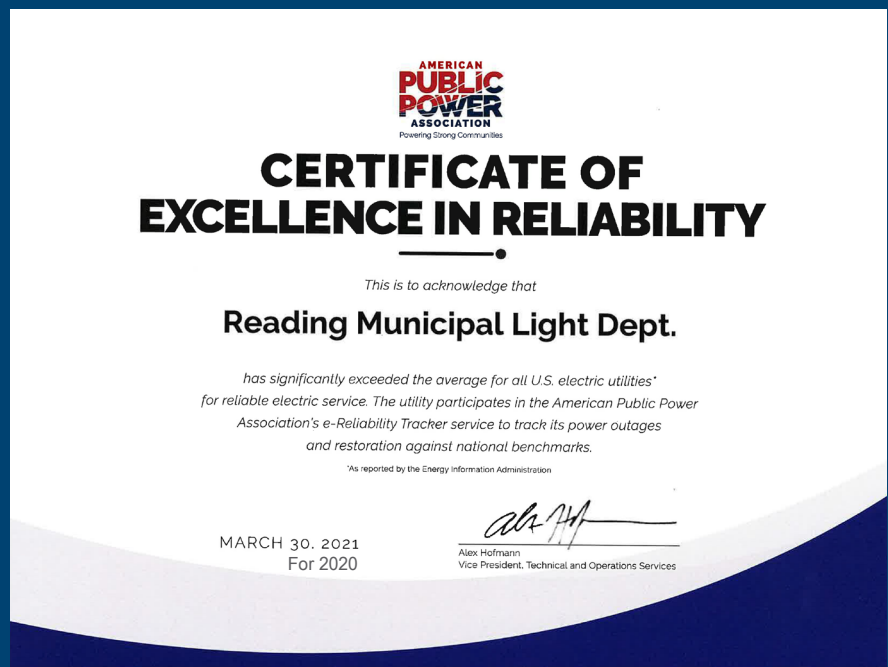 AMERICAN
PUBLIC
POWER
ASSOCIATION
Powering Strong Communities
CERTIFICATE OF
EXCELLENCE IN RELIABILITY
This is to acknowledge that
Reading Municipal Light Dept.
has significantly exceeded the average for all U.S. electric utilities*
for reliable electric service. The utility participates in the American Public Power
Association's e-Reliability Tracker service to track its power outages
and restoration against national benchmarks.
*As reported by the Energy Information Administration
MARCH 30. 2021
For 2020
Alex Hofmann
Vice President, Technical and Operations Services